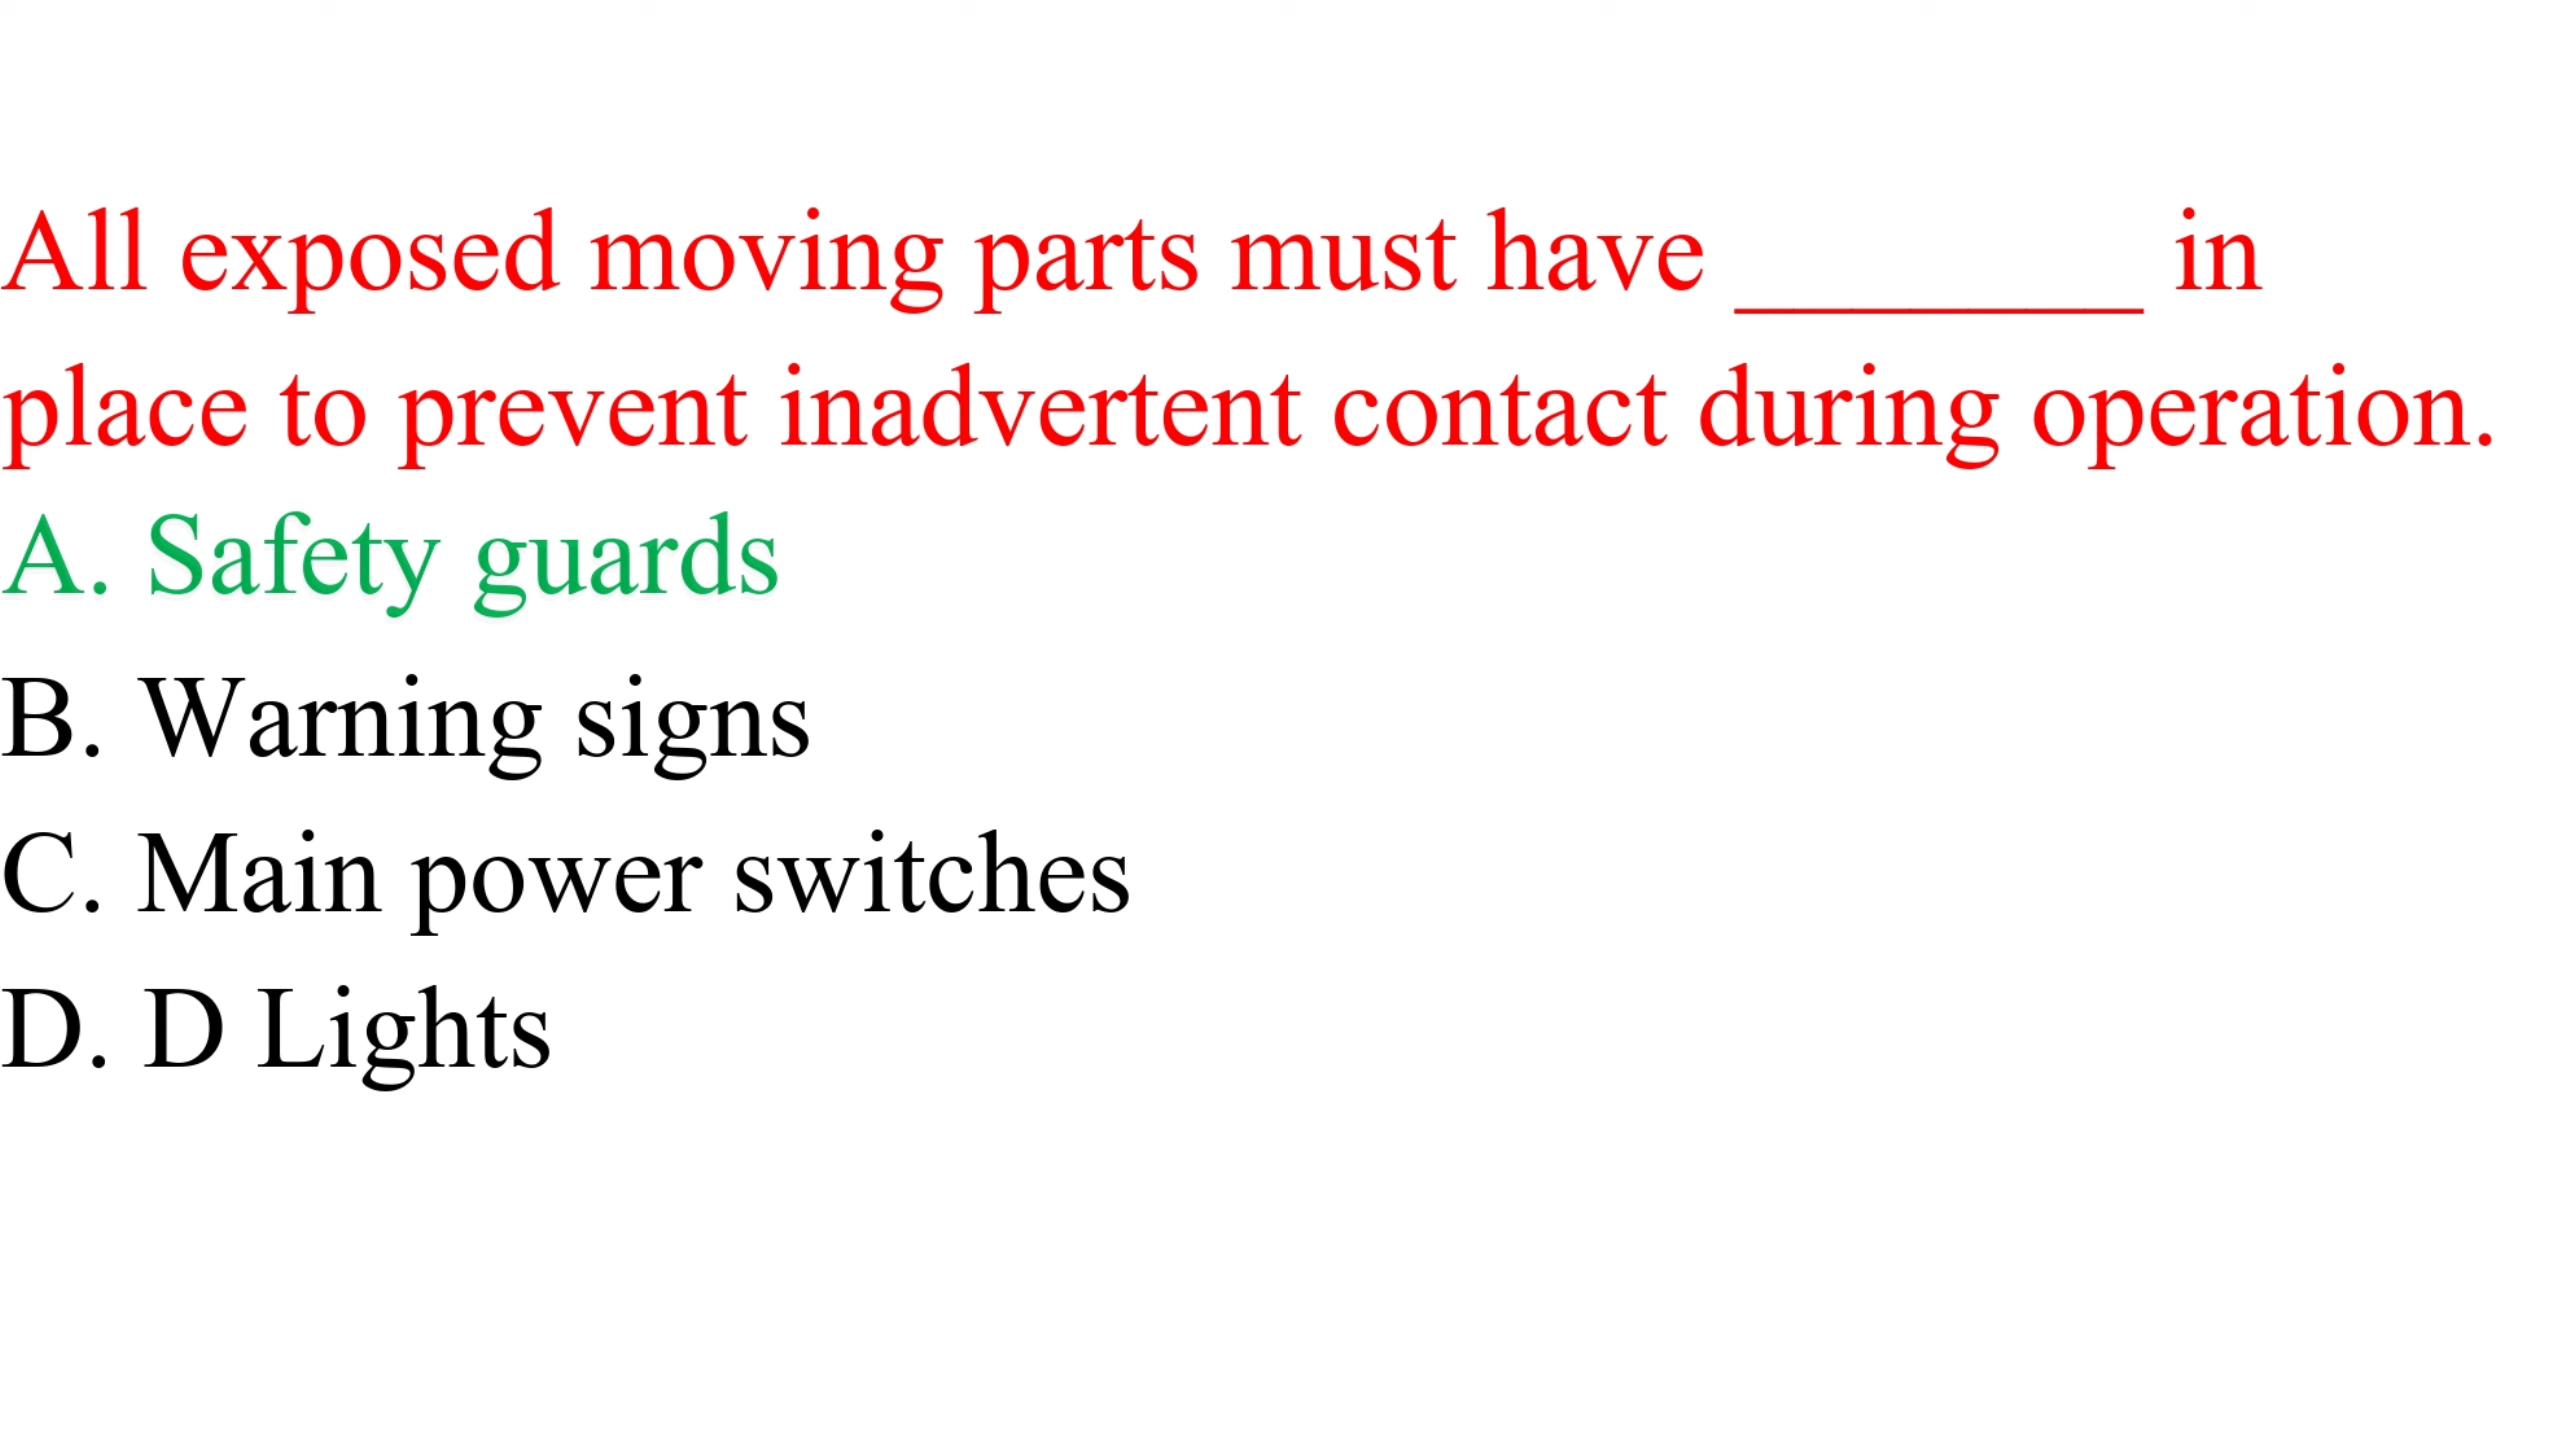 All exposed moving parts must have _______ in
place to prevent inadvertent contact during operation.
A. Safety guards
B. Warning signs
C. Main power switches
D. D Lights